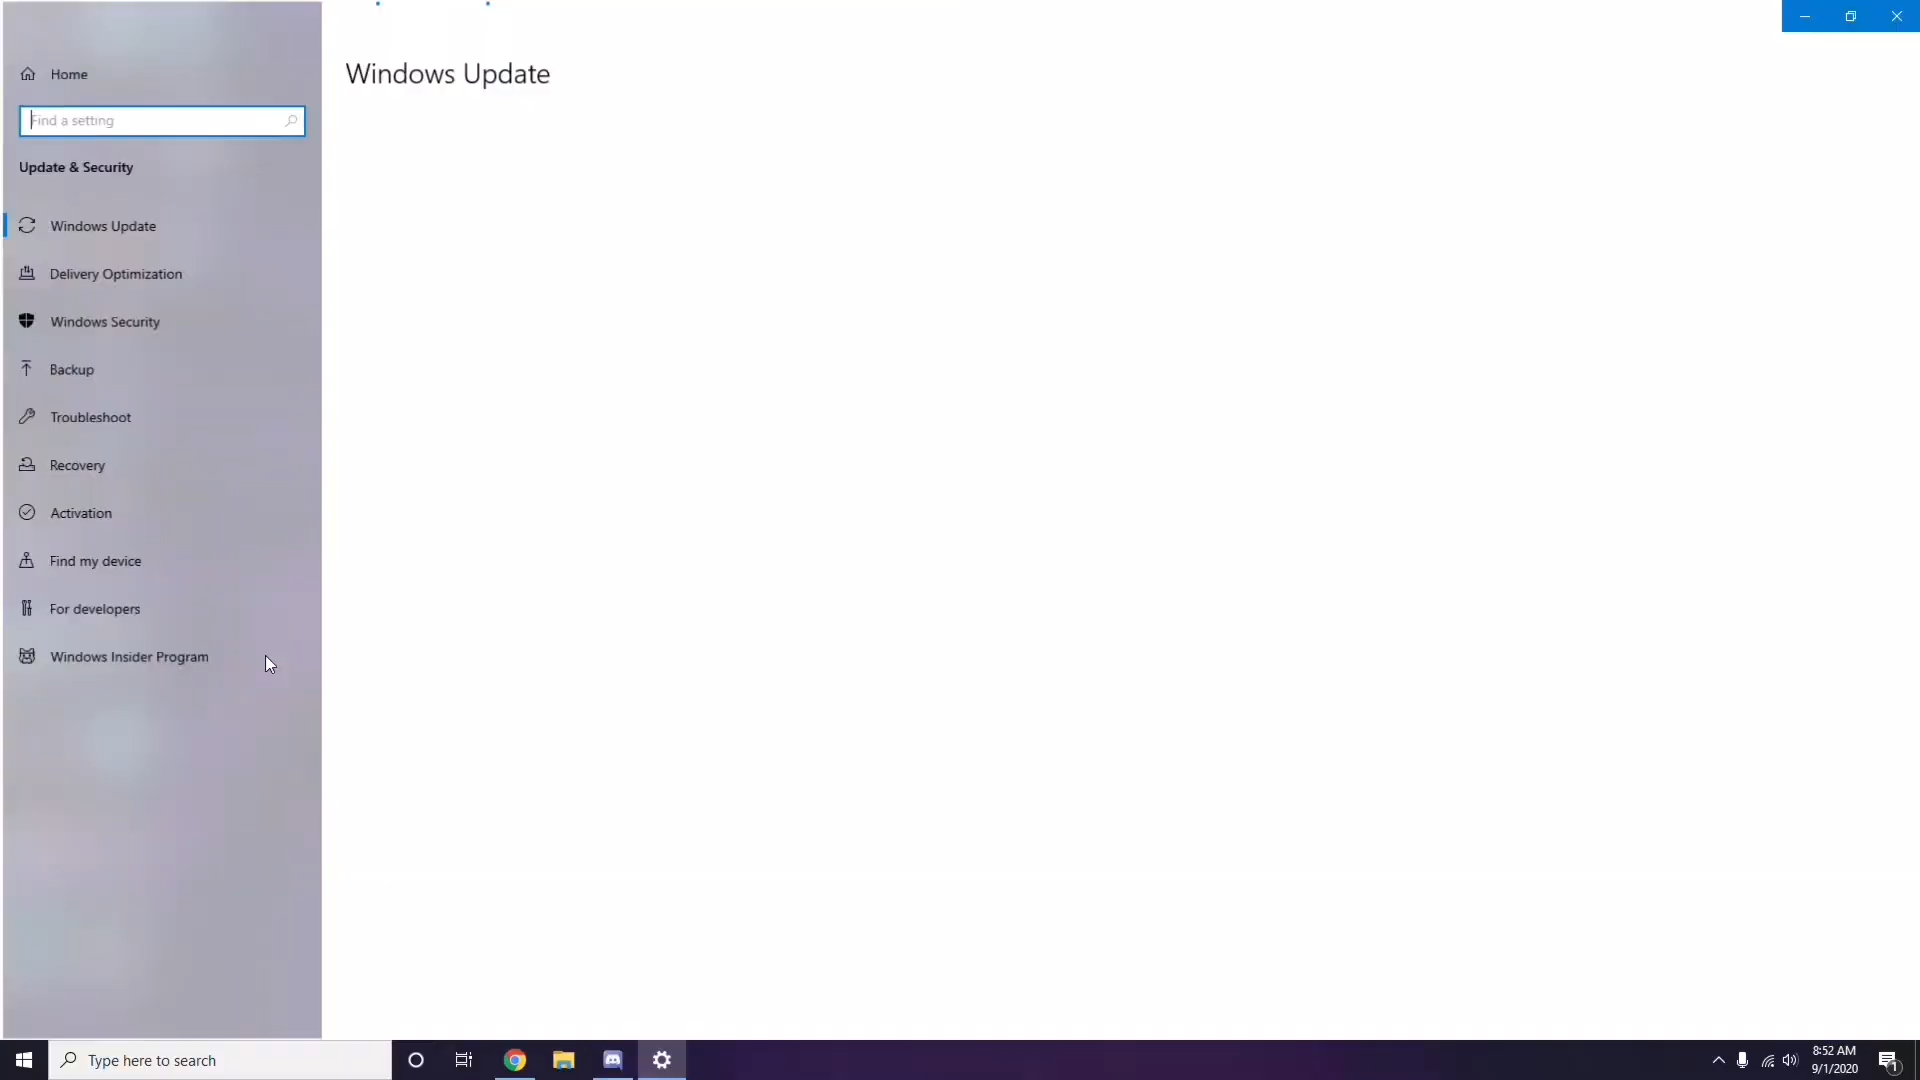 Home
Find a setting
Update & Security
Windows Update
Delivery Optimization
Windows Security
Backup
Troubleshoot
Recovery
Activation
Find my device
For developers
Windows Insider Program
Windows Update
Type here to search
8:52 AM
9/1/2020
1